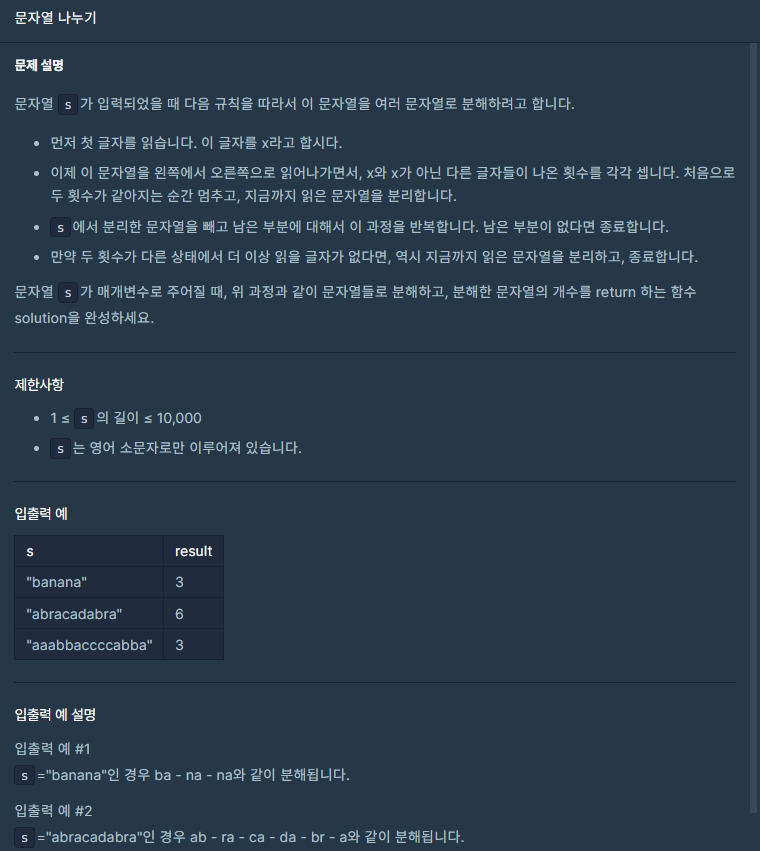 문자열 나누기
문제 설명
문자열 s 가 입력되었을 때 다음 규칙을 따라서 이 문자열을 여러 문자열로 분해하려고 합니다.
• 먼저 첫 글자를 읽습니다. 이 글자를 x라고 합시다.
• 이제 이 문자열을 왼쪽에서 오른쪽으로 읽어나가면서, x와 x가 아닌 다른 글자들이 나온 횟수를 각각 셉니다. 처음으로
두 횟수가 같아지는 순간 멈추고, 지금까지 읽은 문자열을 분리합니다.
• s 에서 분리한 문자열을 빼고 남은 부분에 대해서 이 과정을 반복합니다. 남은 부분이 없다면 종료합니다.
• 만약 두 횟수가 다른 상태에서 더 이상 읽을 글자가 없다면, 역시 지금까지 읽은 문자열을 분리하고, 종료합니다.
문자열 s 가 매개변수로 주어질 때, 위 과정과 같이 문자열들로 분해하고, 분해한 문자열의 개수를 return 하는 함수
solution을 완성하세요.
제한사항
• 1 ≤ s 의 길이 ≤ 10,000
• s 는 영어 소문자로만 이루어져 있습니다.
입출력 예
s result
"banana" 3
"abracadabra" 6
"aaabbaccccabba" 3
입출력 예 설명
입출력 예 #1
s ="banana"인 경우 ba - na - na와 같이 분해됩니다.
입출력 예 #2
s ="abracadabra"인 경우 ab - ra - ca - da - br - a와 같이 분해됩니다.